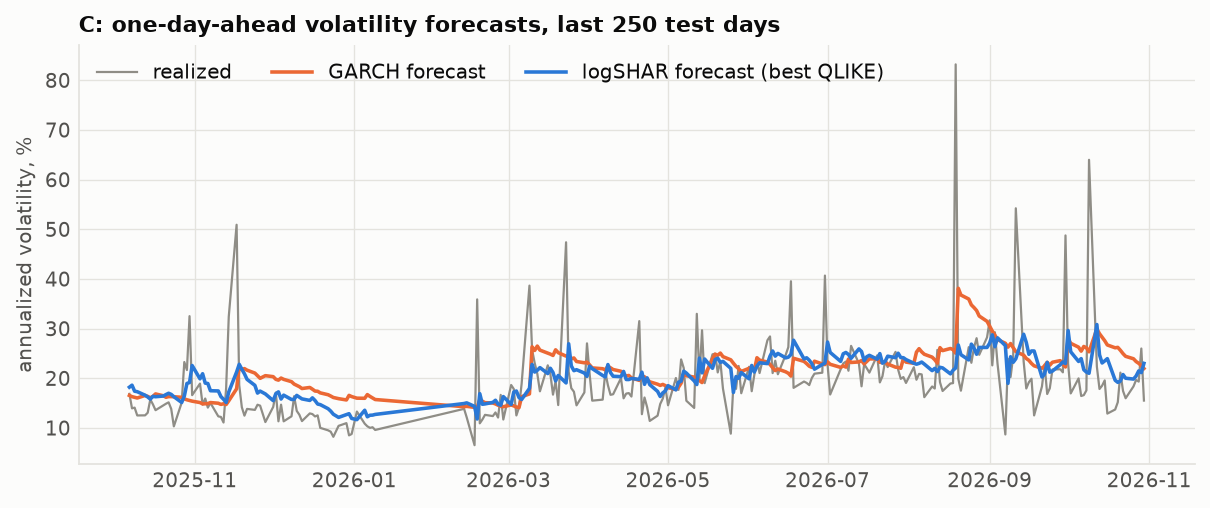 C: one-day-ahead volatility forecasts, last 250 test days
realized GARCH forecast logSHAR forecast (best QLIKE)
annualized volatility, %
80
70
60
50
40
30
20
10
2025-11 2026-01 2026-03 2026-05 2026-07 2026-09 2026-11